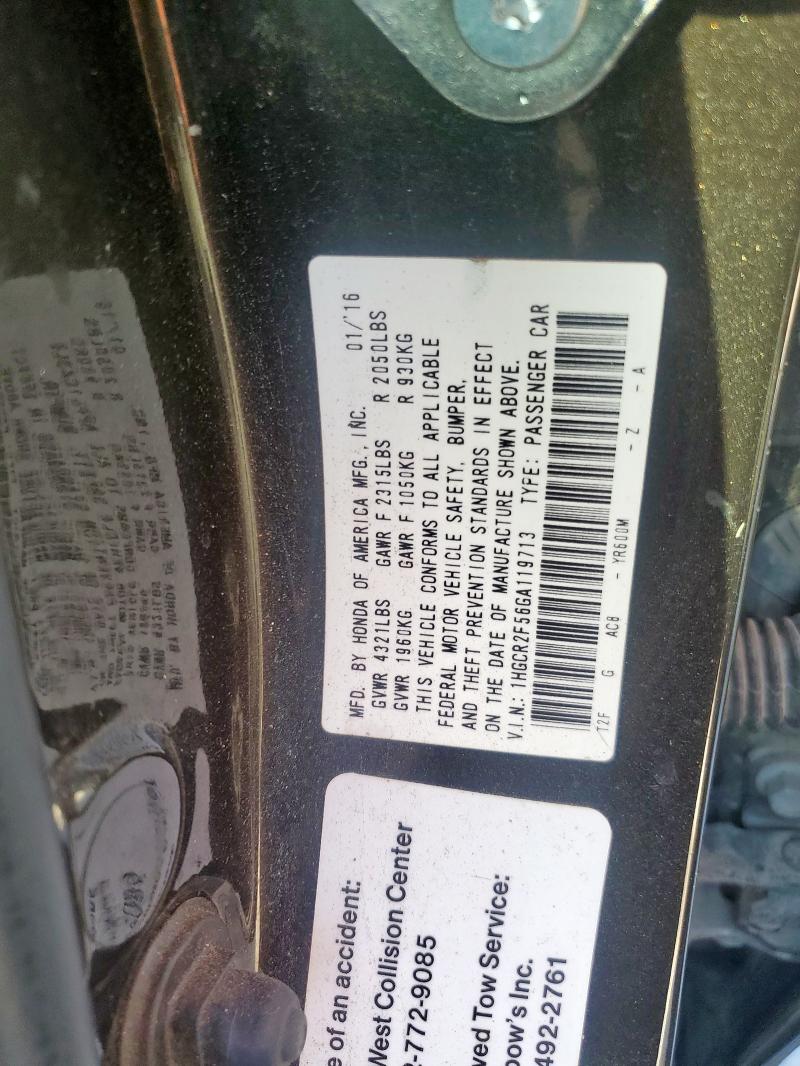 MFD. BY HONDA OF AMERICA MFG., INC. 01/'16
GVWR 4321LBS GAWR F 2315LBS R 2050LBS
GVWR 1960KG GAWR F 1050KG R 930KG
THIS VEHICLE CONFORMS TO ALL APPLICABLE
FEDERAL MOTOR VEHICLE SAFETY, BUMPER,
AND THEFT PREVENTION STANDARDS IN EFFECT
ON THE DATE OF MANUFACTURE SHOWN ABOVE.
V.I.N.: 1HGCR2F56GA119713 TYPE: PASSENGER CAR
T2F G AC8 - YR600M - Z - A
e of an accident:
West Collision Center
2-772-9085
ved Tow Service:
bow's Inc.
492-2761